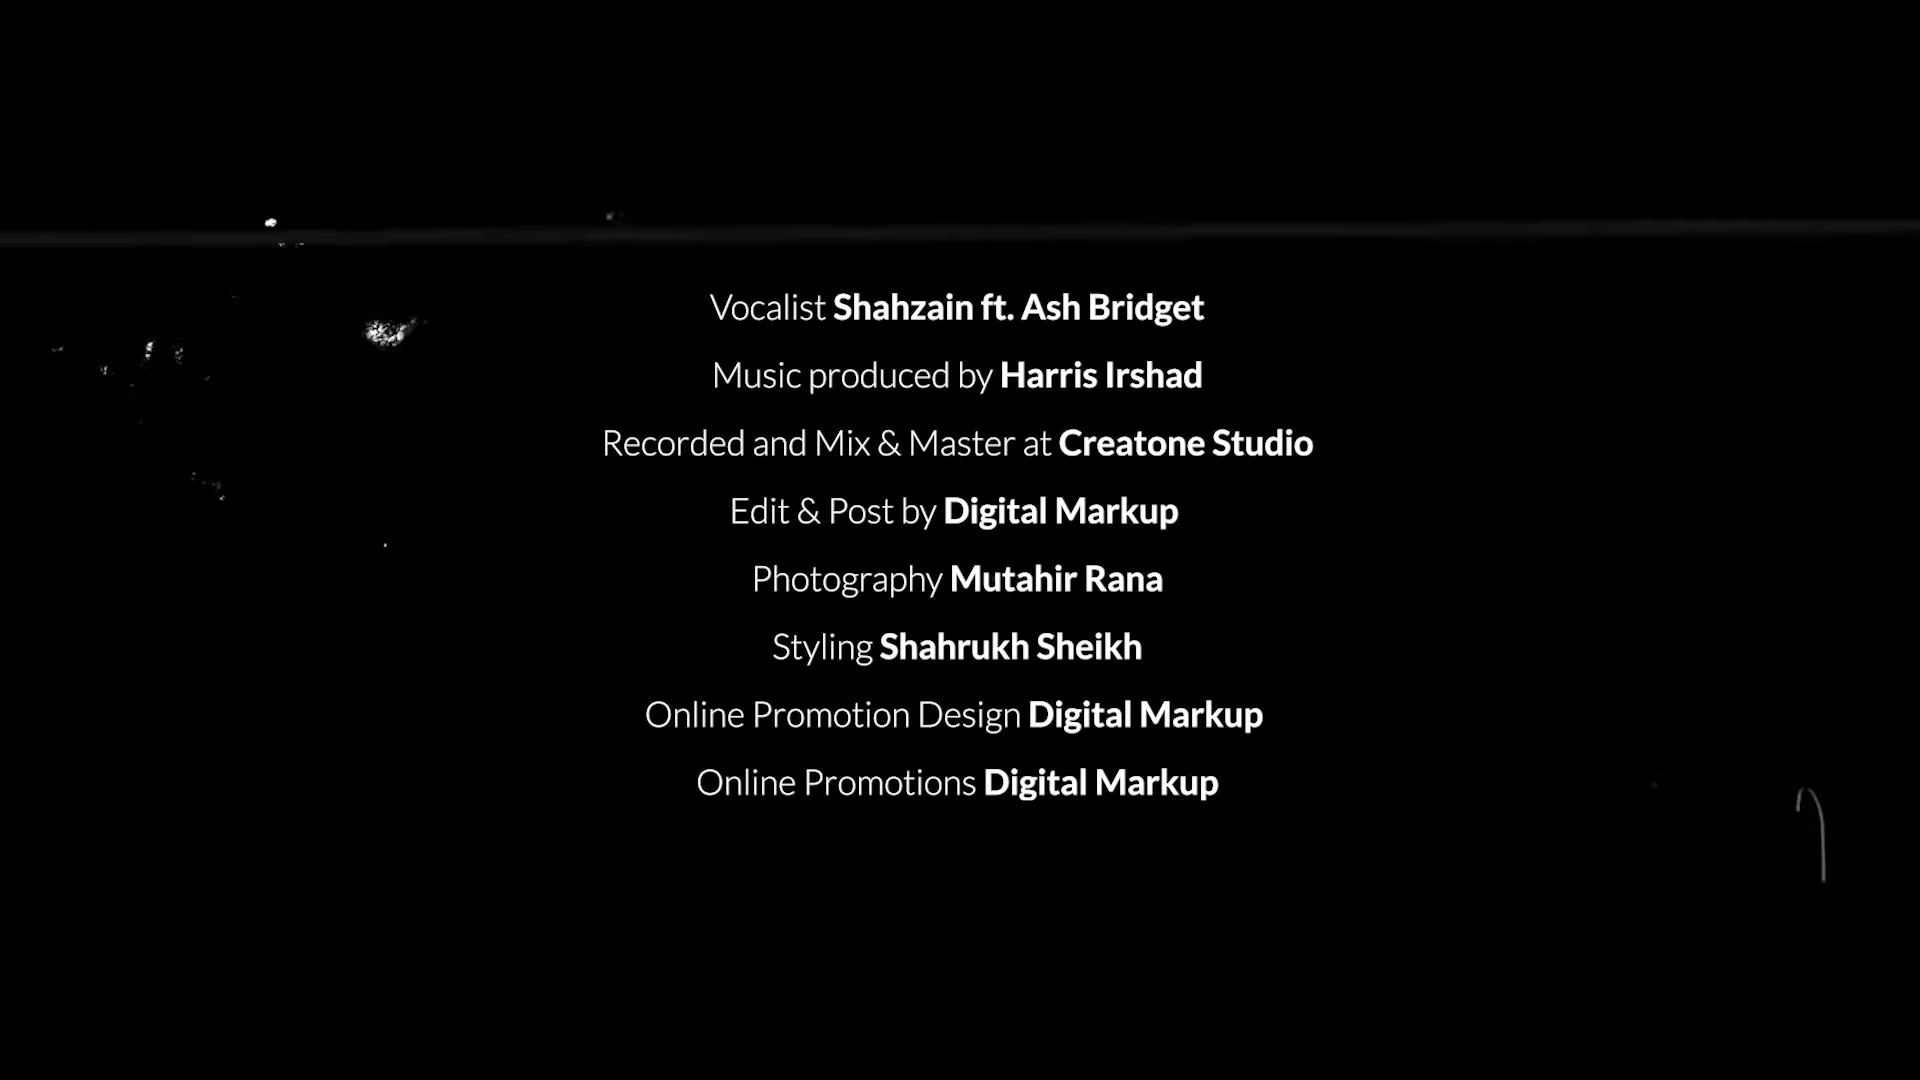 Vocalist Shahzain ft. Ash Bridget
Music produced by Harris Irshad
Recorded and Mix & Master at Creatone Studio
Edit & Post by Digital Markup
Photography Mutahir Rana
Styling Shahrukh Sheikh
Online Promotion Design Digital Markup
Online Promotions Digital Markup